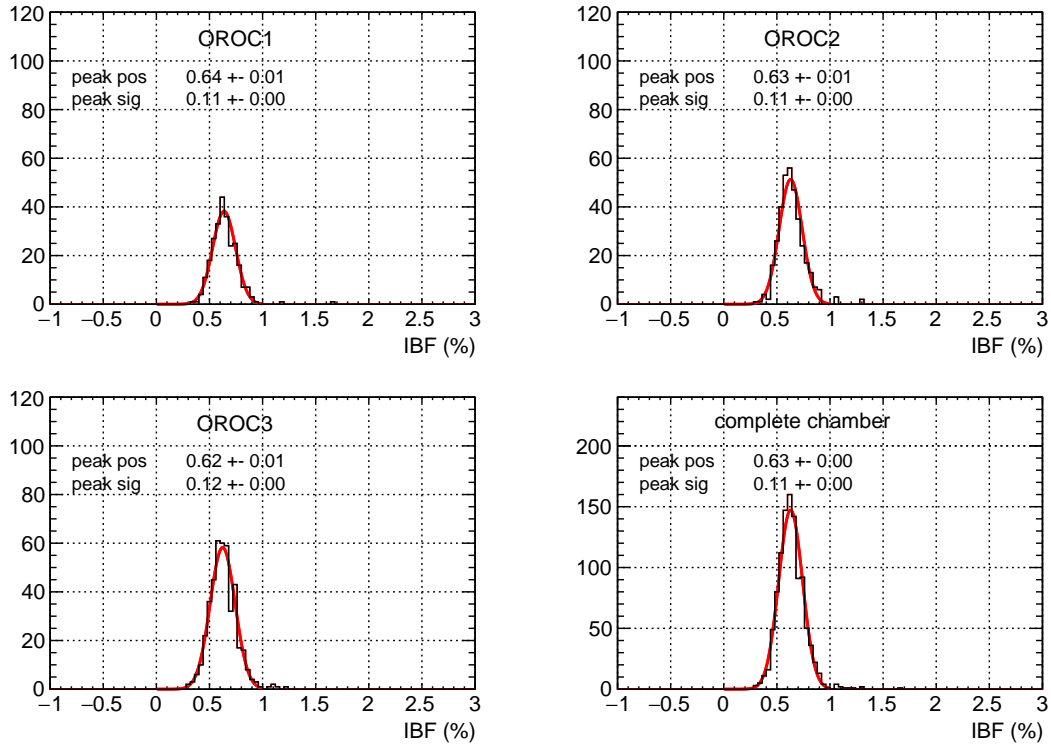 120
100
80
60
40
20
0
OROC1
peak pos 0.64 +- 0.01
peak sig 0.11 +- 0.00
−1 −0.5 0 0.5 1 1.5 2 2.5 3
IBF (%)
120
100
80
60
40
20
0
OROC2
peak pos 0.63 +- 0.01
peak sig 0.11 +- 0.00
−1 −0.5 0 0.5 1 1.5 2 2.5 3
IBF (%)
120
100
80
60
40
20
0
OROC3
peak pos 0.62 +- 0.01
peak sig 0.12 +- 0.00
−1 −0.5 0 0.5 1 1.5 2 2.5 3
IBF (%)
200
150
100
50
0
complete chamber
peak pos 0.63 +- 0.00
peak sig 0.11 +- 0.00
−1 −0.5 0 0.5 1 1.5 2 2.5 3
IBF (%)